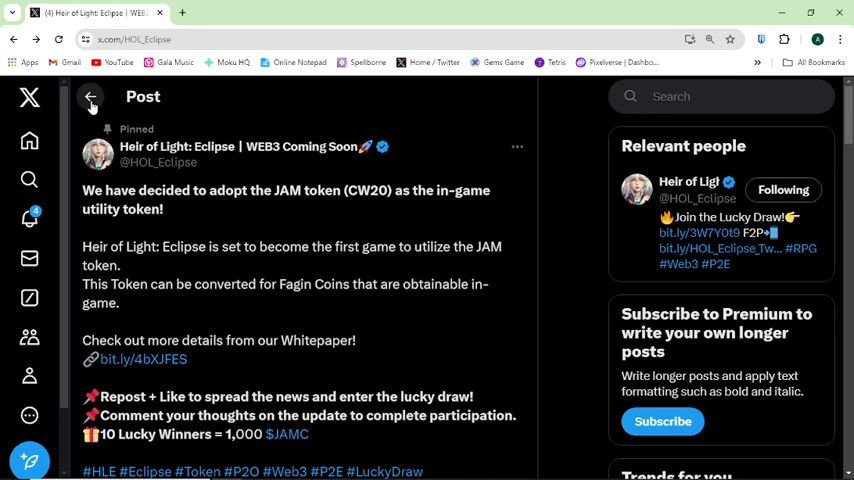 (4) Heir of Light: Eclipse | WEB3
x.com/HOL_Eclipse
A
Apps
Gmail
YouTube
Gala Music
Moku HQ
Online Notepad
Spellborne
Home / Twitter
Gems Game
Tetris
Pixelverse | Dashbo...
»
All Bookmarks
Post
Search
Pinned
Heir of Light: Eclipse | WEB3 Coming Soon🚀
@HOL_Eclipse
We have decided to adopt the JAM token (CW20) as the in-game
utility token!
Heir of Light: Eclipse is set to become the first game to utilize the JAM
token.
This Token can be converted for Fagin Coins that are obtainable in-
game.
Check out more details from our Whitepaper!
🔗bit.ly/4bXJFES
📌Repost + Like to spread the news and enter the lucky draw!
📌Comment your thoughts on the update to complete participation.
🎁10 Lucky Winners = 1,000 $JAMC
#HLE #Eclipse #Token #P2O #Web3 #P2E #LuckyDraw
4
Relevant people
Heir of Ligh
@HOL_Eclipse
Following
🔥Join the Lucky Draw!👉
bit.ly/3W7Y0t9 F2P📲
bit.ly/HOL_Eclipse_Tw... #RPG
#Web3 #P2E
Subscribe to Premium to
write your own longer
posts
Write longer posts and apply text
formatting such as bold and italic.
Subscribe
Trends for you